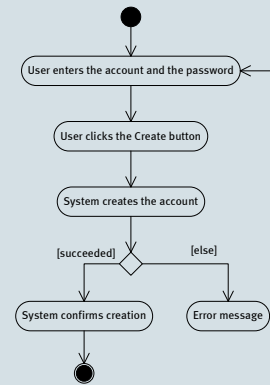 User enters the account and the password
User clicks the Create button
System creates the account
[succeeded]
[else]
System confirms creation
Error message